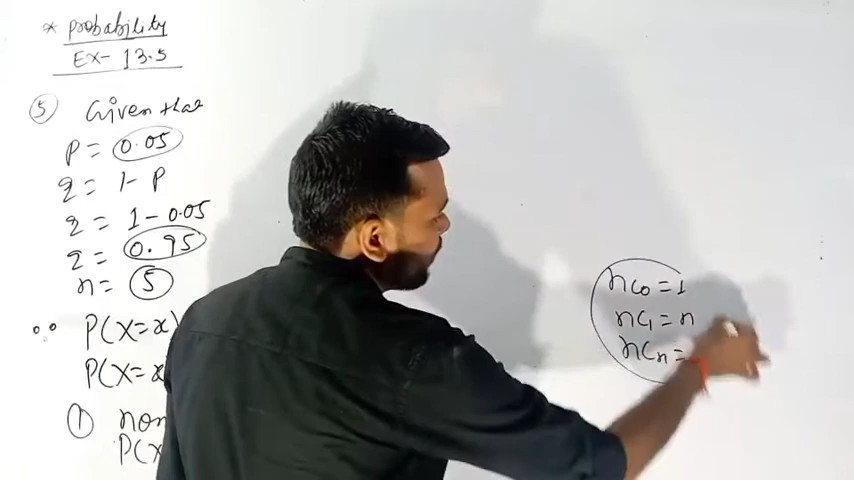 * Probability
Ex- 13.5
5 Given that
P = 0.05
q = 1 - P
q = 1 - 0.05
q = 0.95
n = 5
∴ P(X=x)
P(X=x
1 non
P(X
nC0 = 1
nC1 = n
nCn =